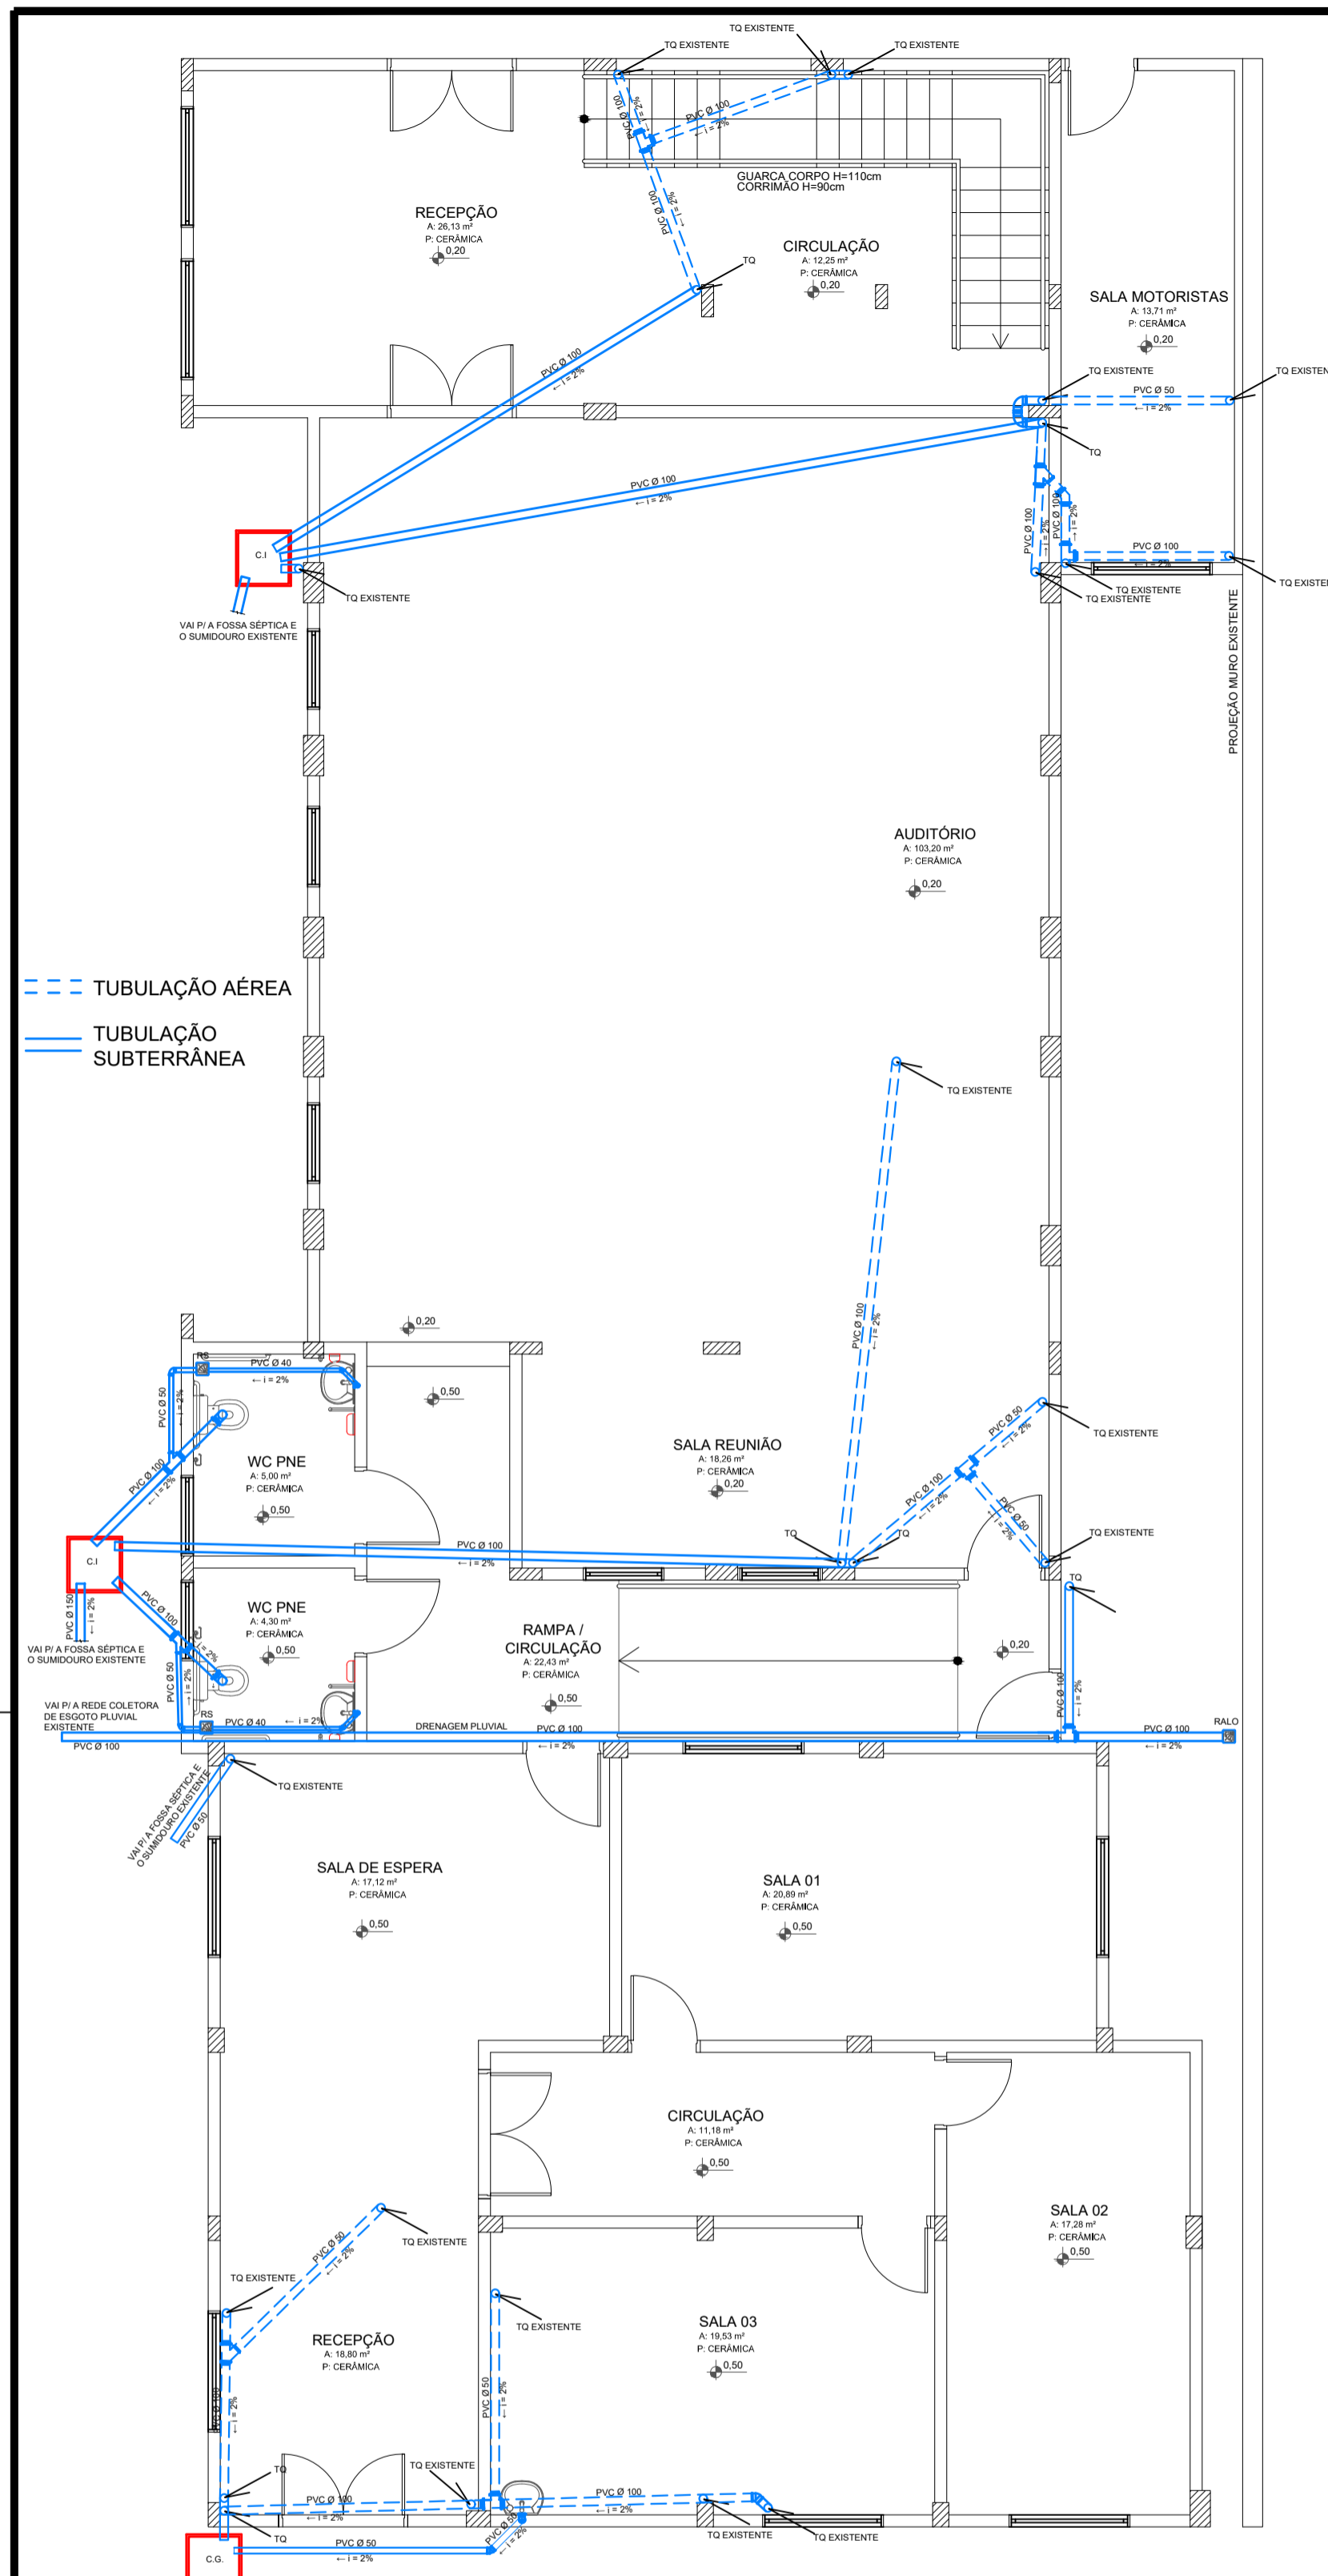 TQ EXISTENTE
TQ EXISTENTE
TQ EXISTENTE
PVC Ø 100
← i = 2%
PVC Ø 100
← i = 2%
GUARCA CORPO H=110cm
CORRIMÃO H=90cm
PVC Ø 100
← i = 2%
RECEPÇÃO
A: 26,13 m²
P: CERÂMICA
0,20
CIRCULAÇÃO
A: 12,25 m²
P: CERÂMICA
0,20
TQ
SALA MOTORISTAS
A: 13,71 m²
P: CERÂMICA
0,20
PVC Ø 100
← i = 2%
TQ EXISTENTE
PVC Ø 50
← i = 2%
TQ EXISTEN
TQ
PVC Ø 100
← i = 2%
PVC Ø 100
← i = 2%
PVC Ø 100
← i = 2%
PVC Ø 100
← i = 2%
C.I
TQ EXISTENTE
TQ EXISTENTE
TQ EXISTENTE
TQ EXISTEN
VAI P/ A FOSSA SÉPTICA E
O SUMIDOURO EXISTENTE
PROJEÇÃO MURO EXISTENTE
AUDITÓRIO
A: 103,20 m²
P: CERÂMICA
0,20
TUBULAÇÃO AÉREA
TUBULAÇÃO
SUBTERRÂNEA
TQ EXISTENTE
PVC Ø 100
← i = 2%
0,20
RS
PVC Ø 40
← i = 2%
PVC Ø 50
← i = 2%
0,50
PVC Ø 100
← i = 2%
WC PNE
A: 5,00 m²
P: CERÂMICA
0,50
SALA REUNIÃO
A: 18,26 m²
P: CERÂMICA
0,20
PVC Ø 50
← i = 2%
TQ EXISTENTE
PVC Ø 100
← i = 2%
PVC Ø 50
← i = 2%
TQ
TQ
TQ EXISTENTE
C.I
PVC Ø 100
← i = 2%
TQ
PVC Ø 150
← i = 2%
PVC Ø 100
i = 2%
WC PNE
A: 4,30 m²
P: CERÂMICA
0,50
RAMPA /
CIRCULAÇÃO
A: 22,43 m²
P: CERÂMICA
0,50
0,20
VAI P/ A FOSSA SÉPTICA E
O SUMIDOURO EXISTENTE
PVC Ø 50
← i = 2%
PVC Ø 100
← i = 2%
VAI P/ A REDE COLETORA
DE ESGOTO PLUVIAL
EXISTENTE
RS
PVC Ø 40
← i = 2%
DRENAGEM PLUVIAL
PVC Ø 100
← i = 2%
PVC Ø 100
← i = 2%
RALO
PVC Ø 100
TQ EXISTENTE
VAI P/ A FOSSA SÉPTICA E
O SUMIDOURO EXISTENTE
PVC Ø 50
SALA DE ESPERA
A: 17,12 m²
P: CERÂMICA
0,50
SALA 01
A: 20,89 m²
P: CERÂMICA
0,50
CIRCULAÇÃO
A: 11,18 m²
P: CERÂMICA
0,50
SALA 02
A: 17,28 m²
P: CERÂMICA
0,50
PVC Ø 50
← i = 2%
TQ EXISTENTE
TQ EXISTENTE
TQ EXISTENTE
RECEPÇÃO
A: 18,80 m²
P: CERÂMICA
SALA 03
A: 19,53 m²
P: CERÂMICA
0,50
PVC Ø 100
← i = 2%
PVC Ø 50
← i = 2%
TQ
TQ EXISTENTE
PVC Ø 100
← i = 2%
PVC Ø 100
← i = 2%
TQ
PVC Ø 50
← i = 2%
TQ EXISTENTE
TQ EXISTENTE
PVC Ø 50
← i = 2%
C.G.